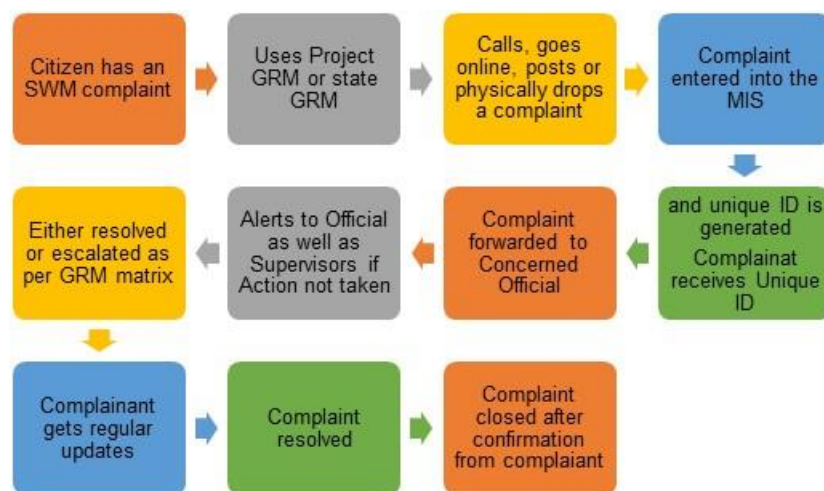 Citizen has an
SWM complaint
Uses Project
GRM or state
GRM
Calls, goes
online, posts or
physically drops
a complaint
Complaint
entered into the
MIS
and unique ID is
generated
Complainat
receives Unique
ID
Complaint
forwarded to
Concerned
Official
Alerts to Official
as well as
Supervisors if
Action not taken
Either resolved
or escalated as
per GRM matrix
Complainant
gets regular
updates
Complaint
resolved
Complaint
closed after
confirmation
from complaiant